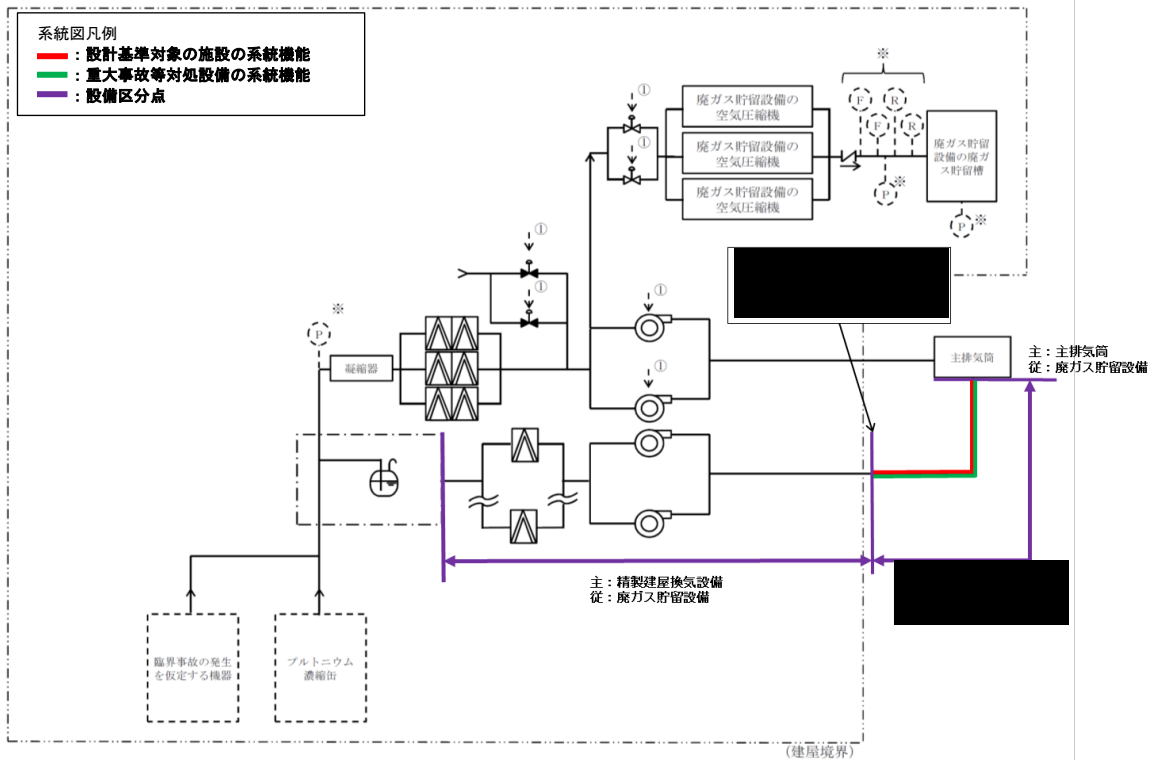 系統図凡例
：設計基準対象の施設の系統機能
：重大事故等対処設備の系統機能
：設備区分点
※
①
廃ガス貯留設備の
空気圧縮機
F
R
F
R
①
廃ガス貯留設備の
空気圧縮機
廃ガス貯留
設備の廃ガ
ス貯留槽
P
※
廃ガス貯留設備の
空気圧縮機
P
※
①
①
①
※
P
凝縮器
①
主排気筒
主：主排気筒
従：廃ガス貯留設備
主：精製建屋換気設備
従：廃ガス貯留設備
臨界事故の発生
を仮定する機器
プルトニウム
濃縮缶
(建屋境界)